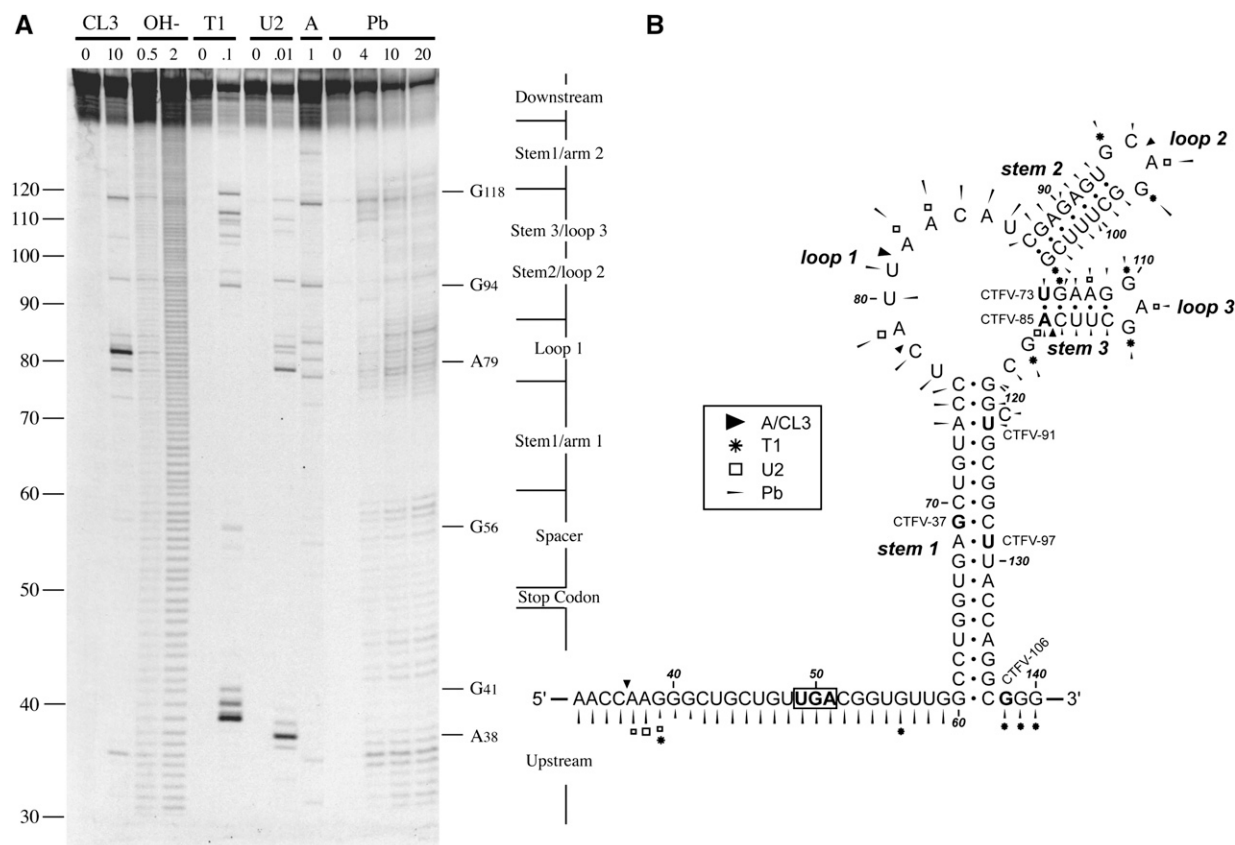 A
CL3 OH- T1 U2 A Pb
0 10 0.5 2 0 .1 0 .01 1 0 4 10 20
Downstream
Stem1/arm 2
120
G118
110
Stem 3/loop 3
100
Stem2/loop 2
G94
90
Loop 1
80
A79
70
Stem1/arm 1
60
G56
Spacer
50
Stop Codon
G41
40
A38
Upstream
30
B
loop 2
stem 2
90
100
loop 1
80
110
CTFV-73
CTFV-85
loop 3
stem 3
120
CTFV-91
A/CL3
T1
U2
Pb
70
CTFV-37
CTFV-97
stem 1
130
CTFV-106
40 50 140
5' AACCAAGGGCUGCUGUUGACGGUGUUGG CGGG 3'
60